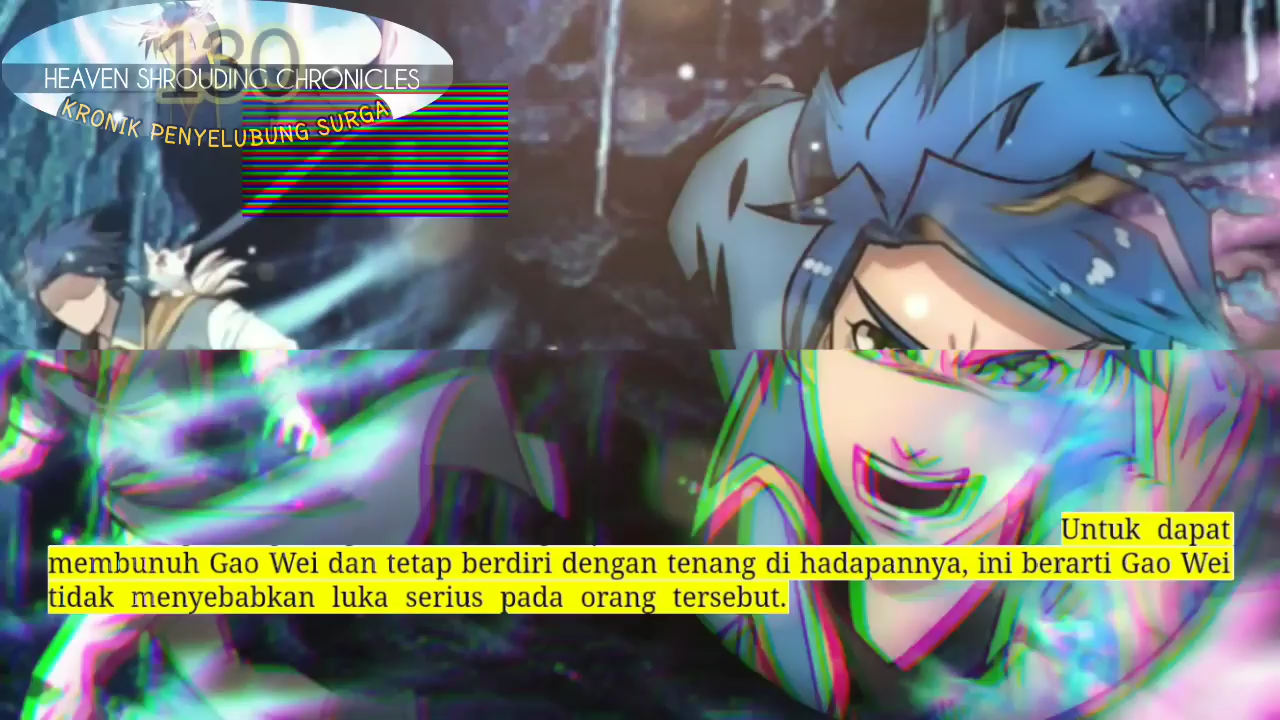 130
HEAVEN SHROUDING CHRONICLES
KRONIK PENYELUBUNG SURGA
Untuk dapat
membunuh Gao Wei dan tetap berdiri dengan tenang di hadapannya, ini berarti Gao Wei
tidak menyebabkan luka serius pada orang tersebut.